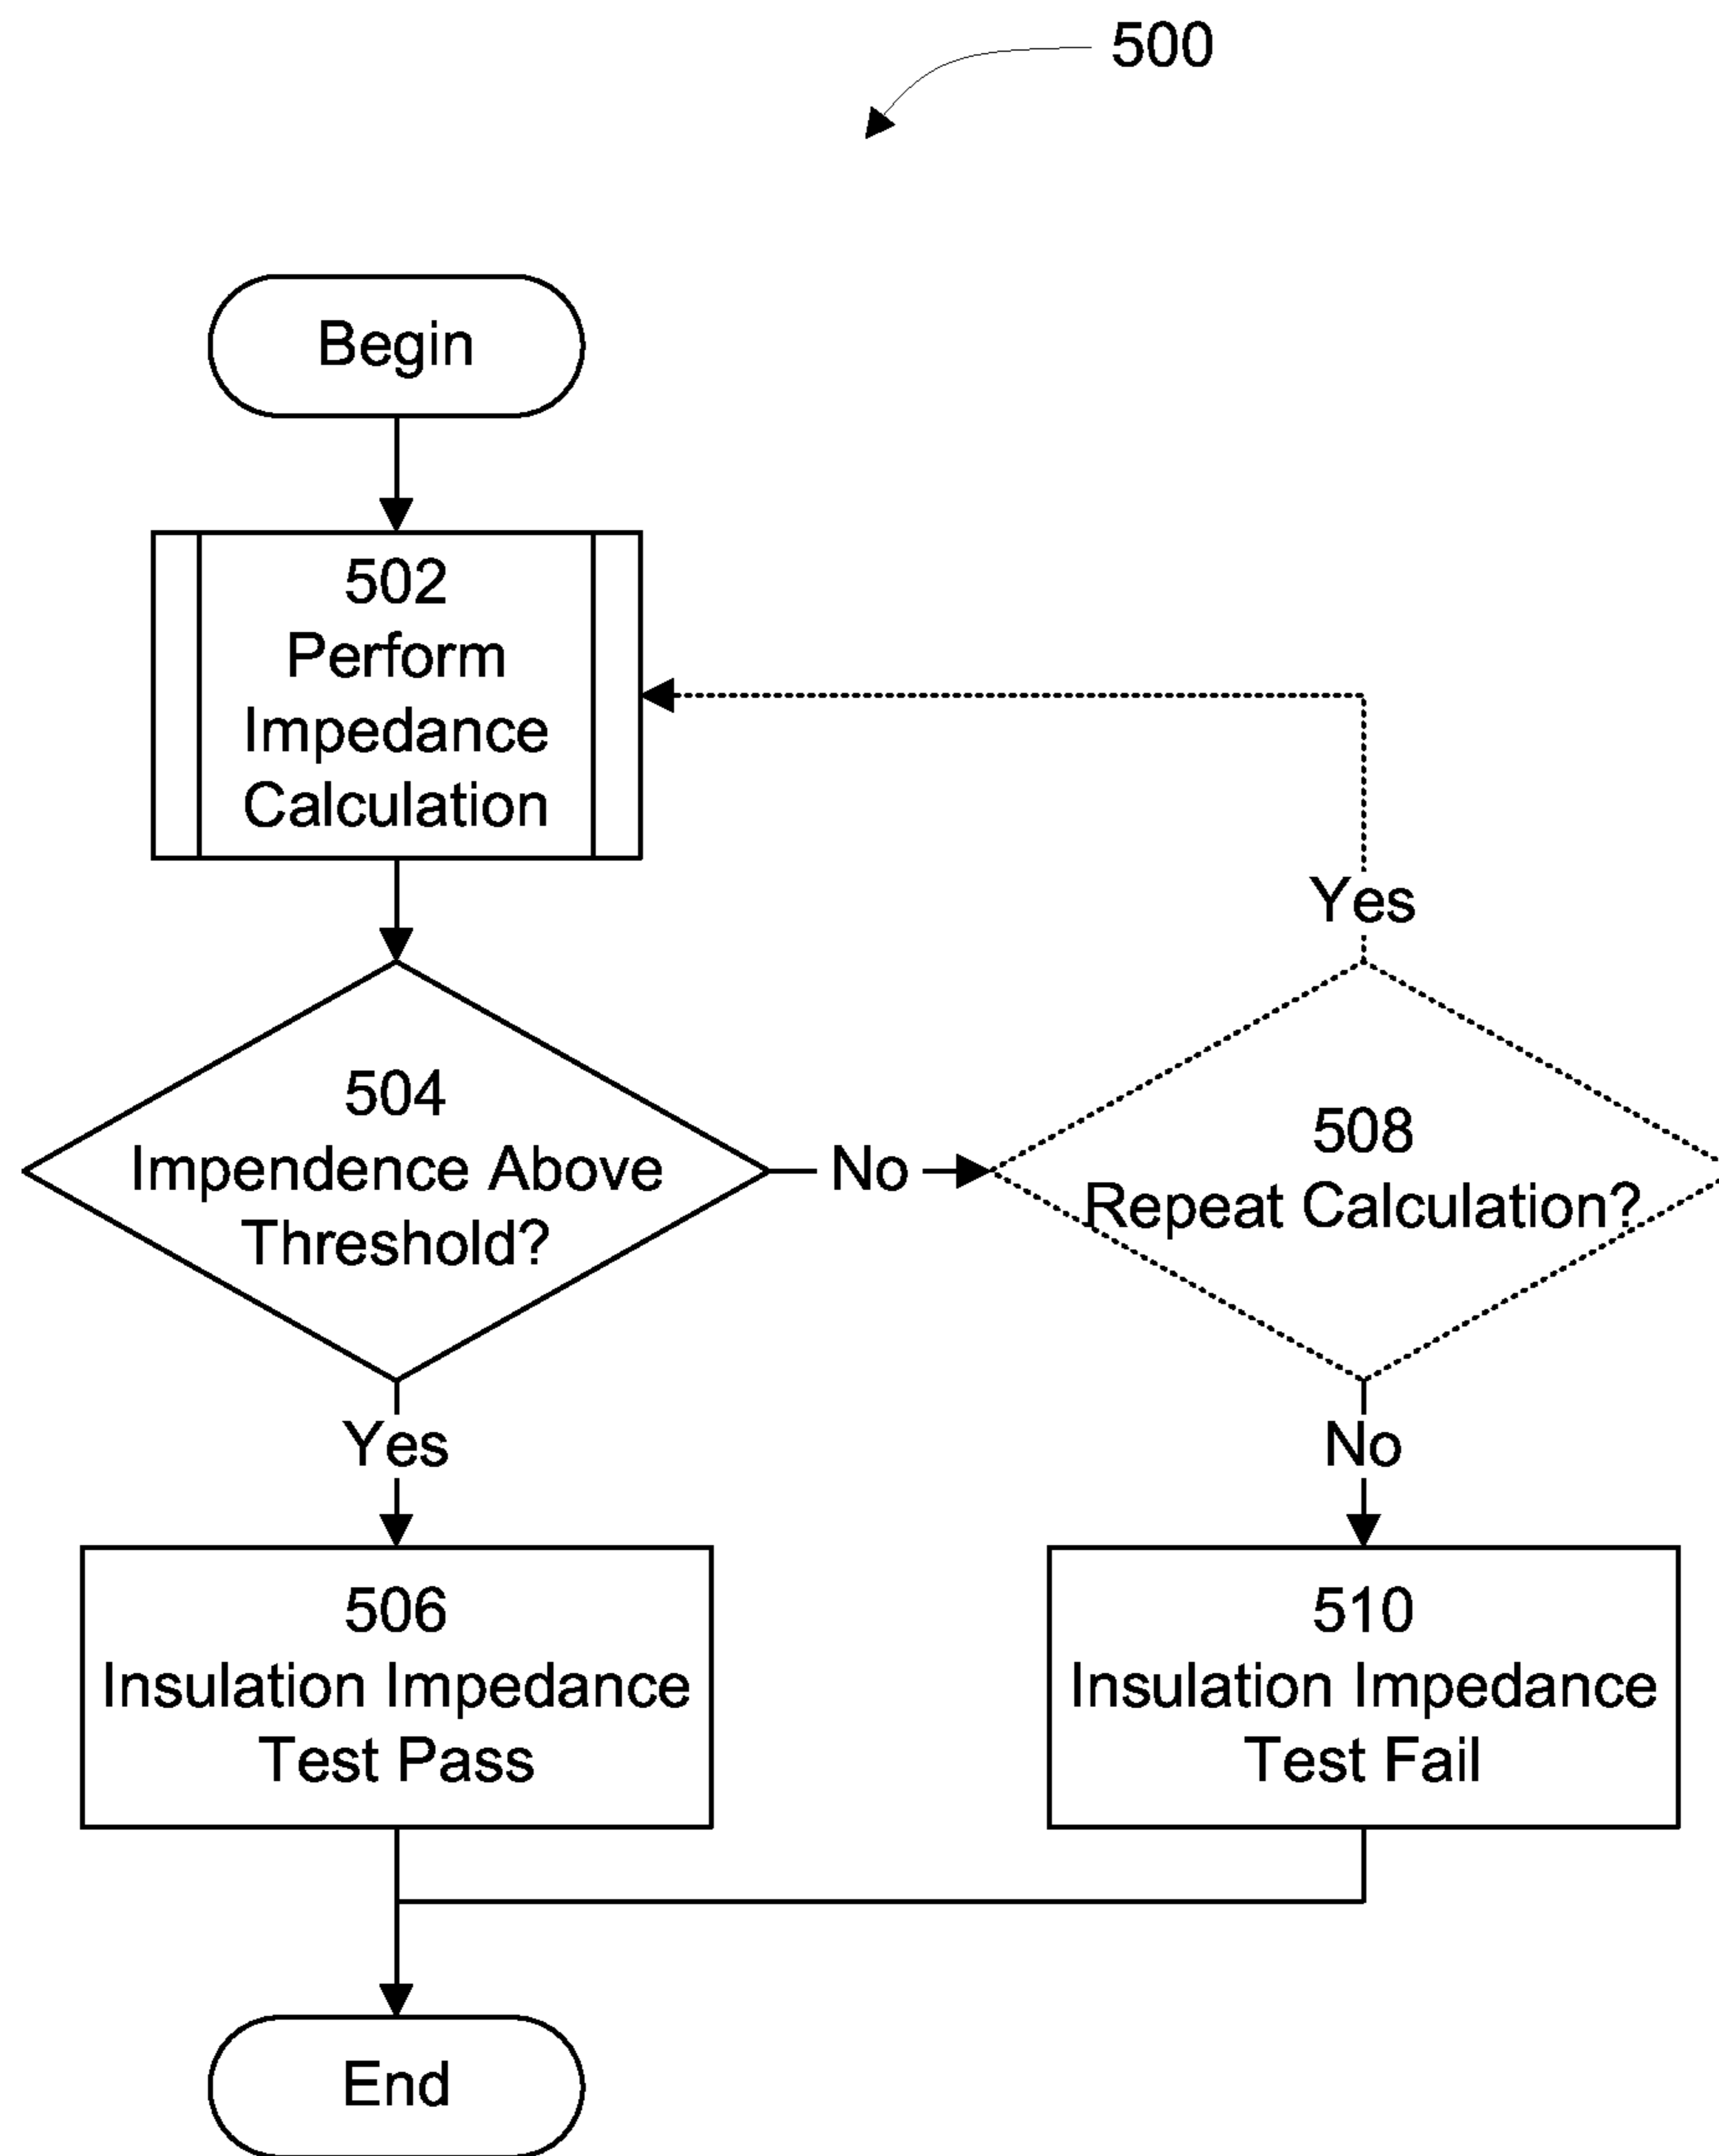 500
Begin
502
Perform
Impedance
Calculation
Yes
504
Impendence Above
Threshold?
No
508
Repeat Calculation?
Yes
No
506
Insulation Impedance
Test Pass
510
Insulation Impedance
Test Fail
End